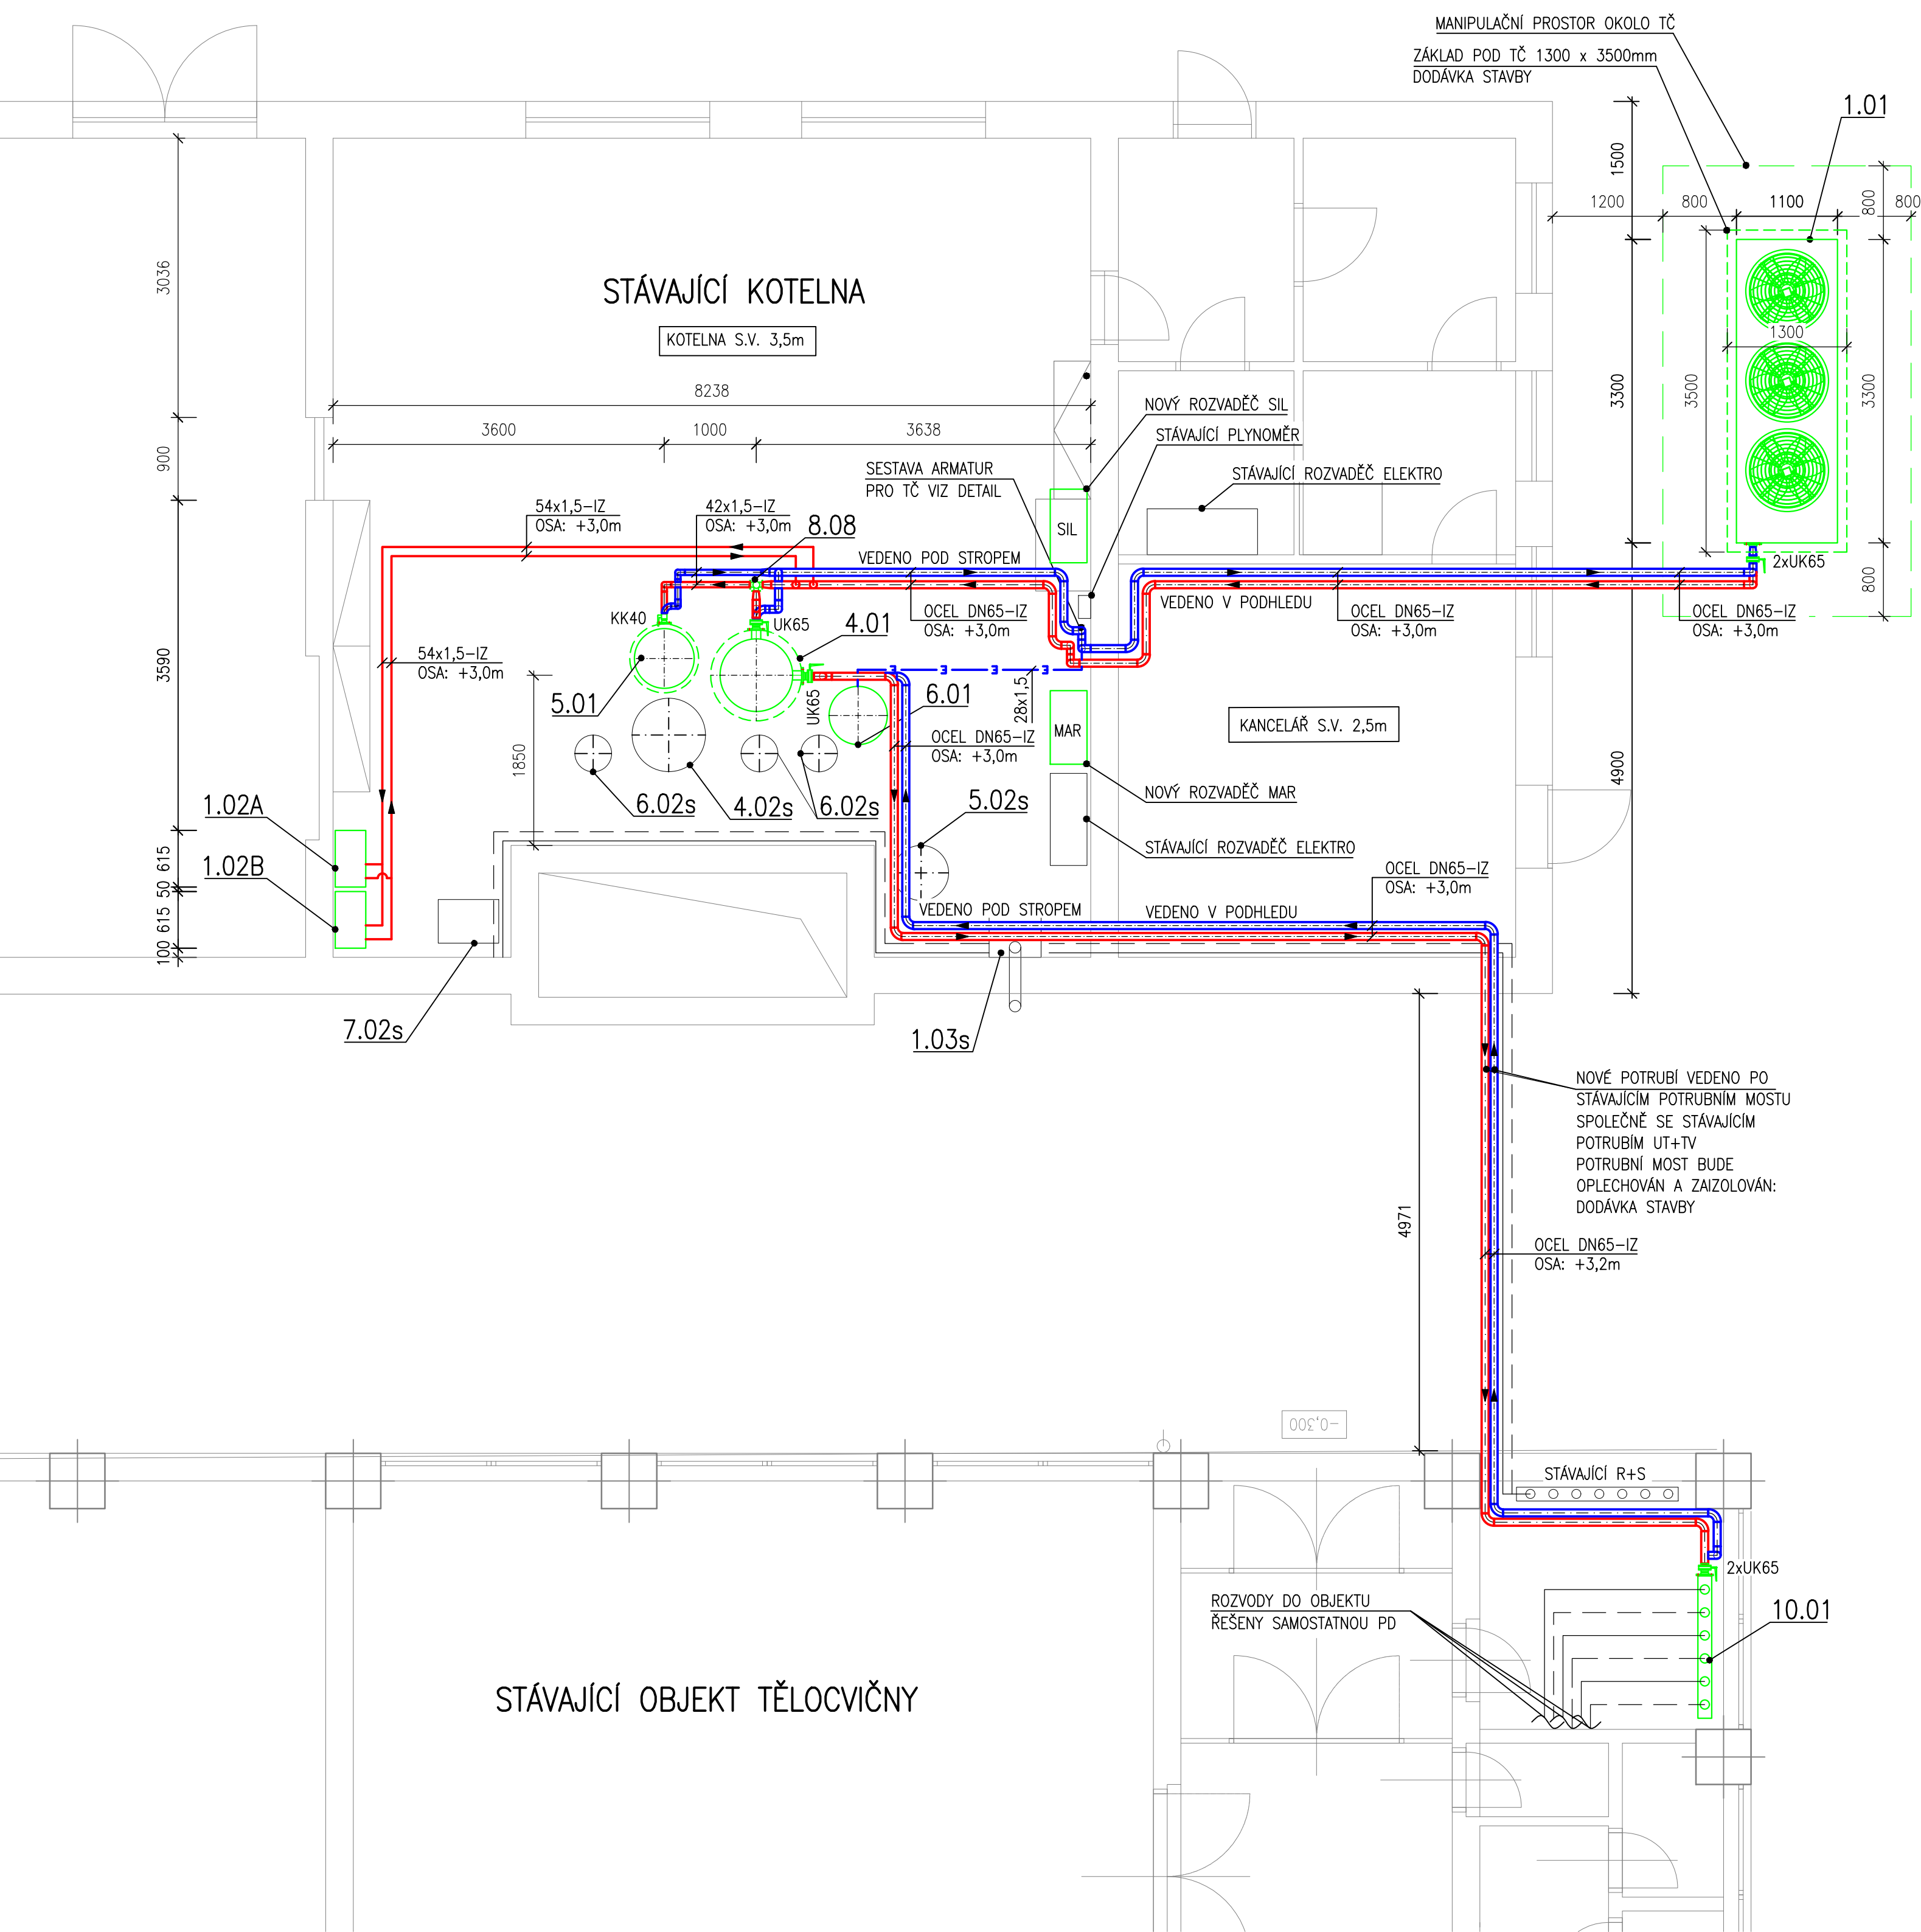 MANIPULAČNÍ PROSTOR OKOLO TČ
ZÁKLAD POD TČ 1300 x 3500mm
DODÁVKA STAVBY
1.01
1500
1200
800
1100
800
800
3036
STÁVAJÍCÍ KOTELNA
KOTELNA S.V. 3,5m
1300
3300
3500
3300
8238
3600
1000
3638
900
NOVÝ ROZVADĚČ SIL
STÁVAJÍCÍ PLYNOMĚR
SESTAVA ARMATUR
PRO TČ VIZ DETAIL
STÁVAJÍCÍ ROZVADĚČ ELEKTRO
54x1,5-IZ
OSA: +3,0m
42x1,5-IZ
OSA: +3,0m
8.08
SIL
VEDENO POD STROPEM
2xUK65
800
VEDENO V PODHLEDU
OCEL DN65-IZ
OSA: +3,0m
OCEL DN65-IZ
OSA: +3,0m
OCEL DN65-IZ
OSA: +3,0m
KK40
UK65
4.01
3590
54x1,5-IZ
OSA: +3,0m
5.01
UK65
6.01
28x1,5
MAR
KANCELÁŘ S.V. 2,5m
OCEL DN65-IZ
OSA: +3,0m
1850
4900
NOVÝ ROZVADĚČ MAR
1.02A
6.02s
4.02s
6.02s
5.02s
STÁVAJÍCÍ ROZVADĚČ ELEKTRO
615
1.02B
50
OCEL DN65-IZ
OSA: +3,0m
615
VEDENO POD STROPEM
VEDENO V PODHLEDU
100
7.02s
1.03s
NOVÉ POTRUBÍ VEDENO PO
STÁVAJÍCÍM POTRUBNÍM MOSTU
SPOLEČNĚ SE STÁVAJÍCÍM
POTRUBÍM UT+TV
POTRUBNÍ MOST BUDE
OPLECHOVÁN A ZAIZOLOVÁN:
DODÁVKA STAVBY
4971
OCEL DN65-IZ
OSA: +3,2m
-0,300
STÁVAJÍCÍ R+S
2xUK65
ROZVODY DO OBJEKTU
ŘEŠENY SAMOSTATNOU PD
10.01
STÁVAJÍCÍ OBJEKT TĚLOCVIČNY